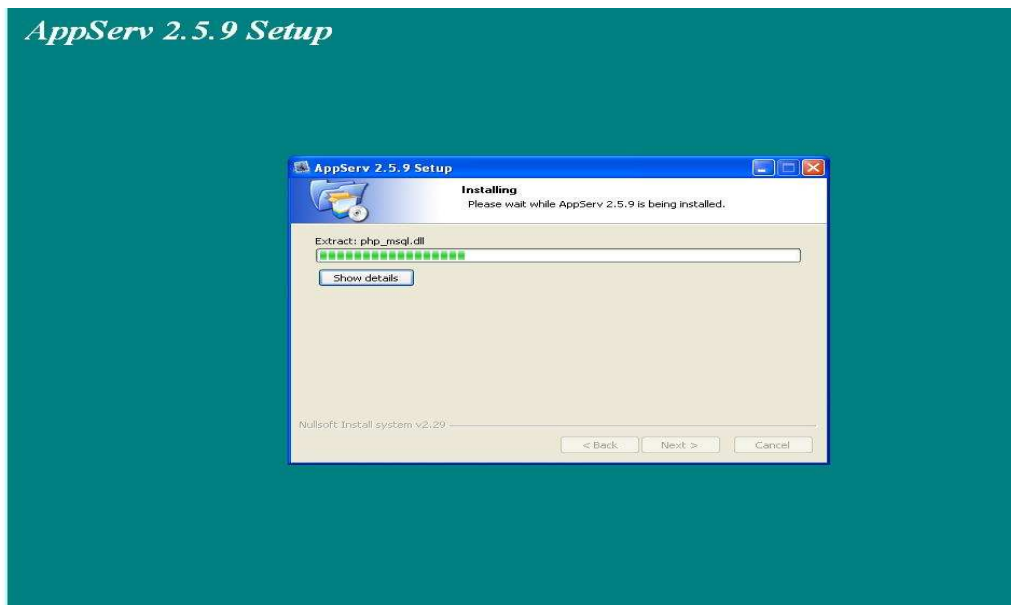 AppServ 2.5.9 Setup
AppServ 2.5.9 Setup
Installing
Please wait while AppServ 2.5.9 is being installed.
Extract: php_msql.dll
Show details
Nullsoft Install system v2.29
< Back Next > Cancel